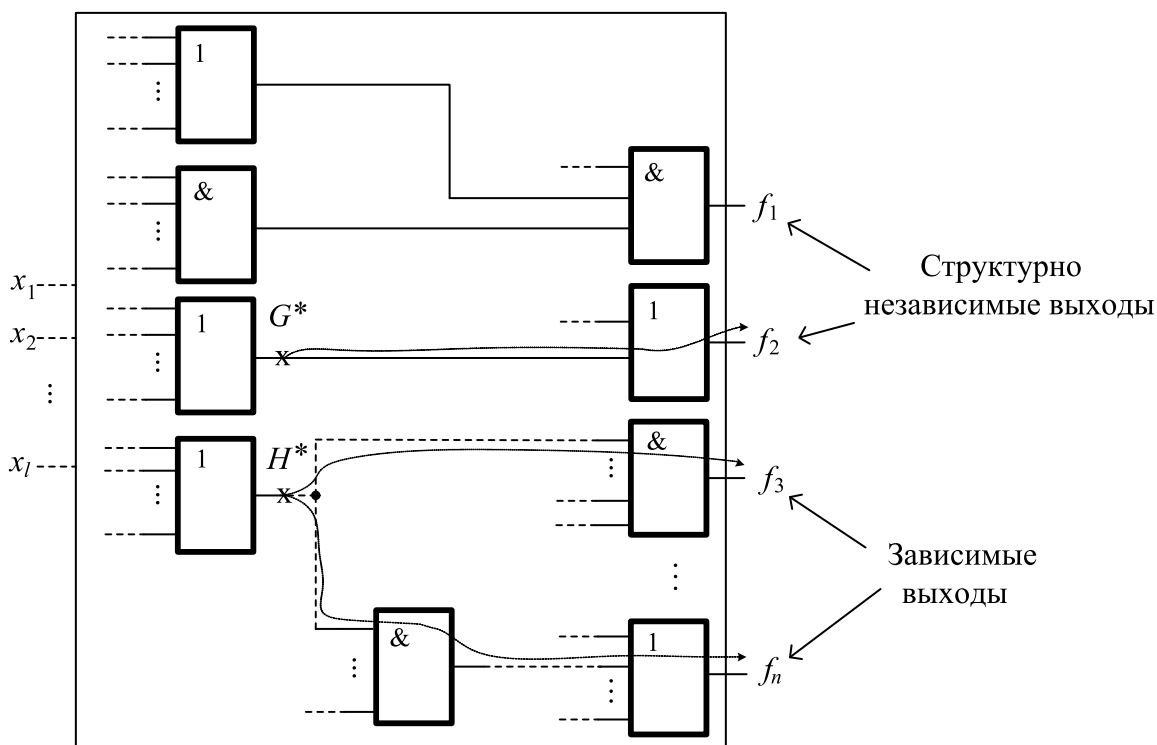 1
&
&
f1
Структурно
независимые выходы
x1
x2
xl
1
G*
x
1
f2
1
H*
x
&
f3
Зависимые
выходы
&
1
fn